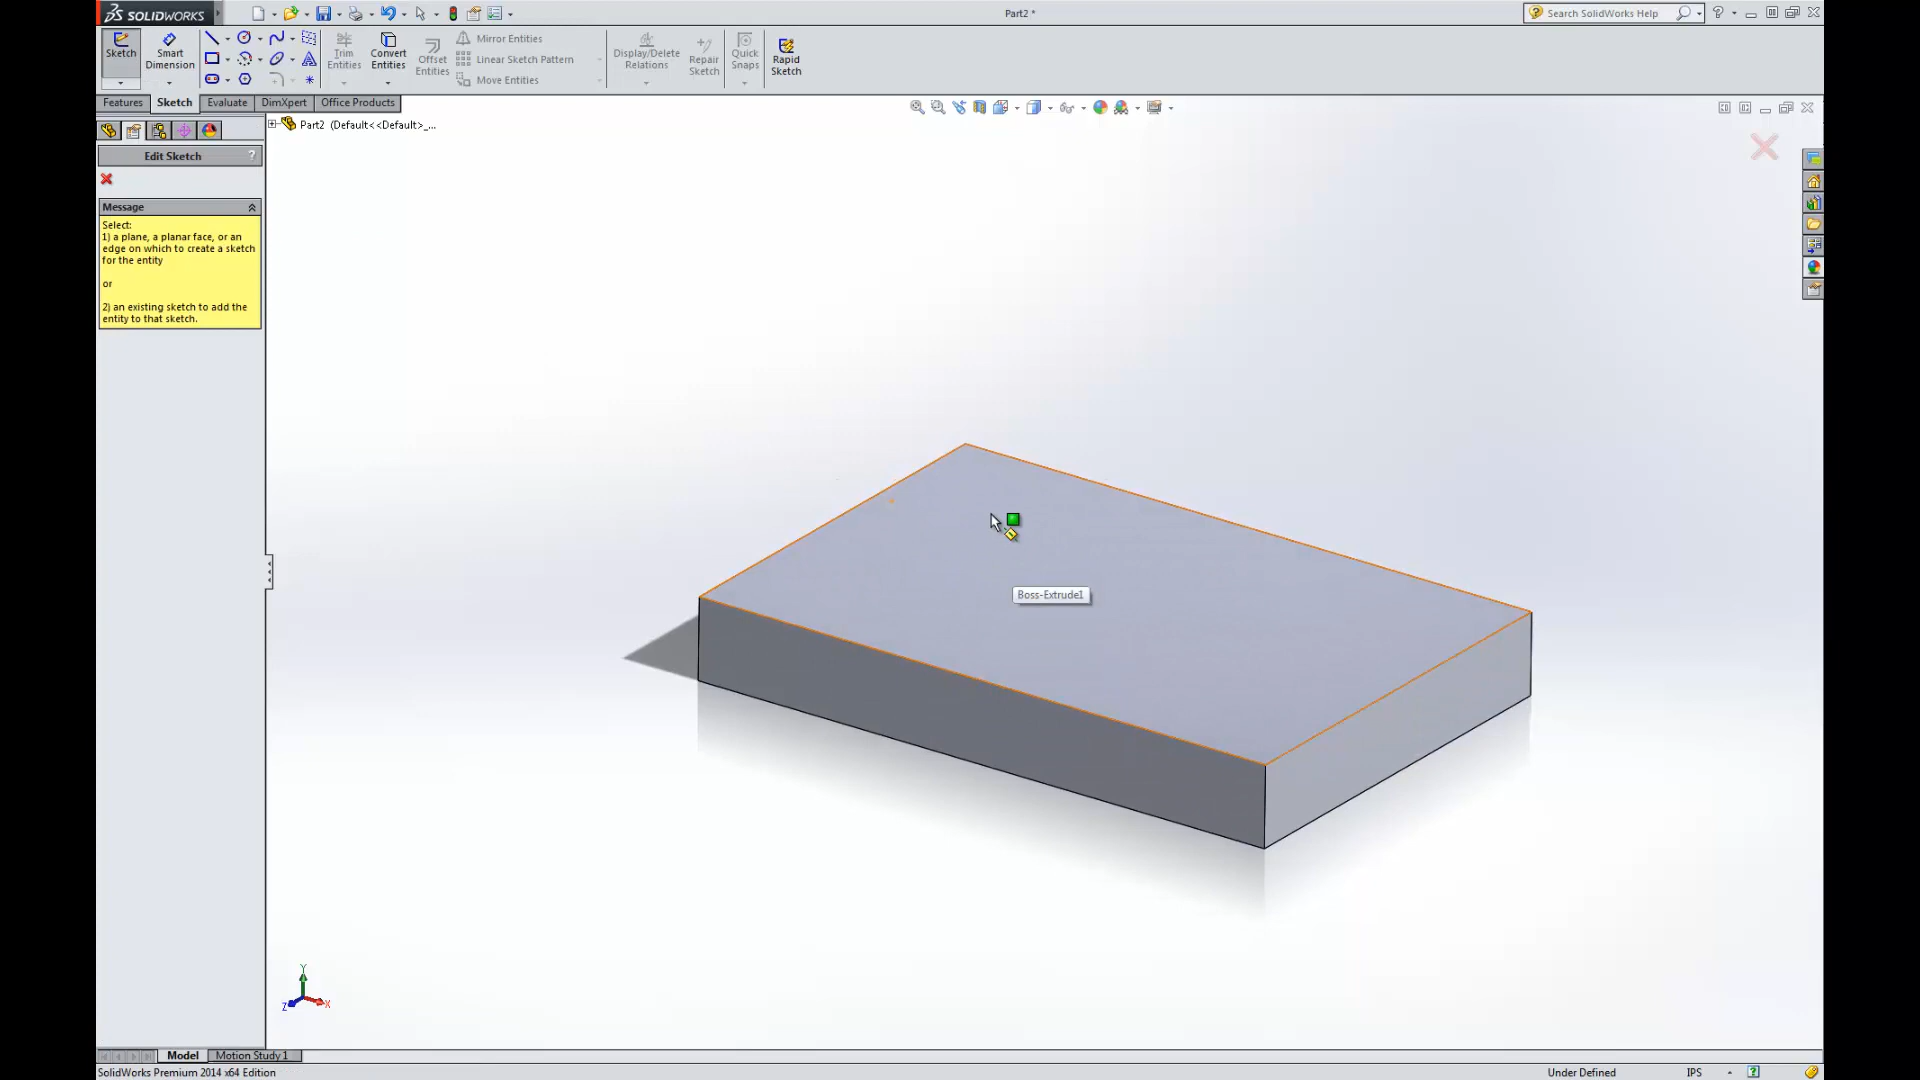 SOLIDWORKS
Part2 *
Search SolidWorks Help
Sketch
Smart Dimension
Trim Entities
Convert Entities
Offset Entities
Mirror Entities
Linear Sketch Pattern
Move Entities
Display/Delete Relations
Repair Sketch
Quick Snaps
Rapid Sketch
Features
Sketch
Evaluate
DimXpert
Office Products
Part2 (Default<<Default>_...
Edit Sketch
?
Message
Select:
1) a plane, a planar face, or an
edge on which to create a sketch
for the entity
or
2) an existing sketch to add the
entity to that sketch.
Boss-Extrude1
Y
Z
X
Model
Motion Study 1
SolidWorks Premium 2014 x64 Edition
Under Defined
IPS